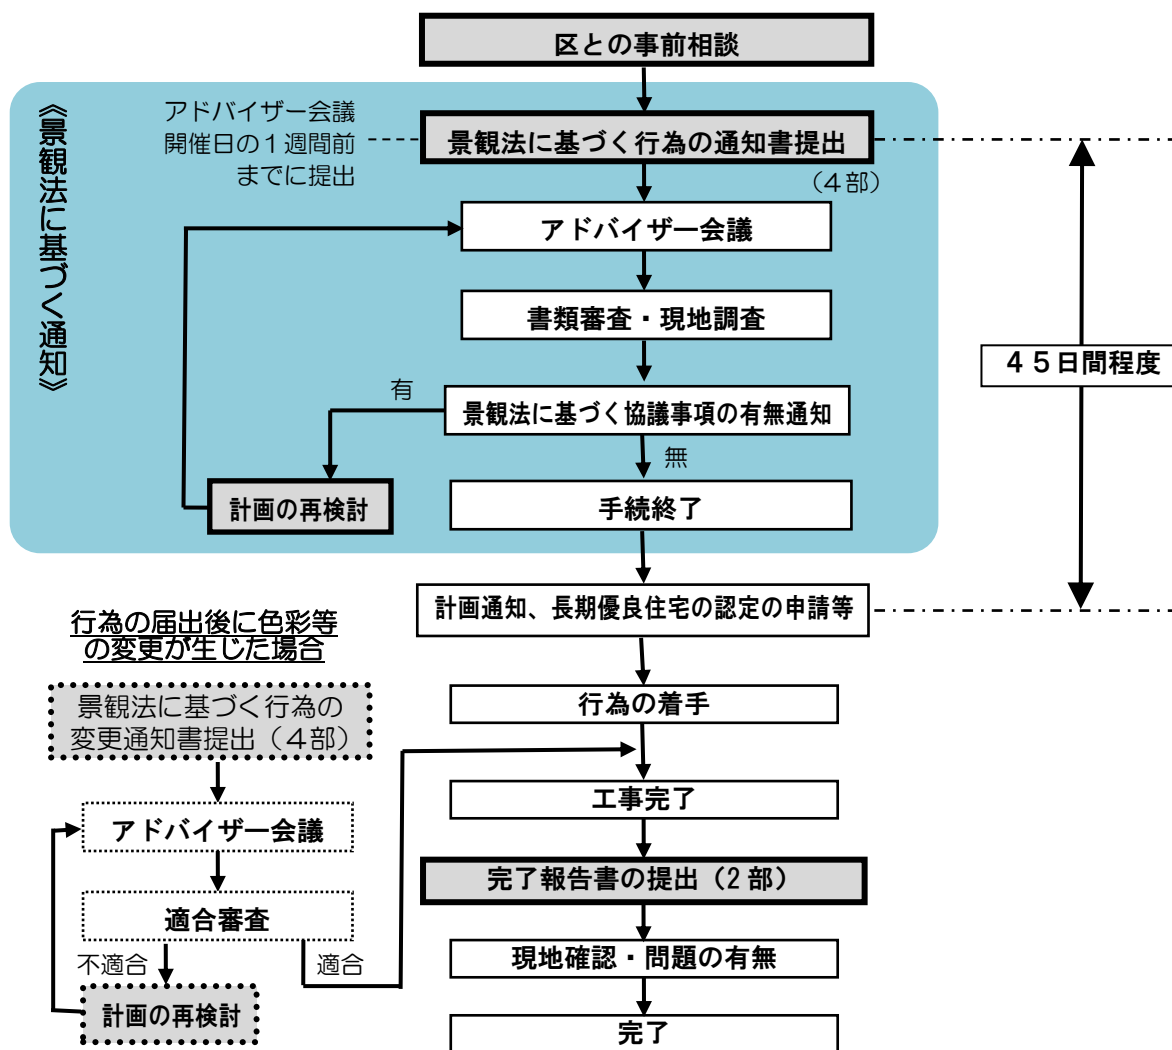 区との事前相談
《景観法に基づく通知》
アドバイザー会議
開催日の１週間前
までに提出
景観法に基づく行為の通知書提出
（４部）
アドバイザー会議
書類審査・現地調査
４５日間程度
有
景観法に基づく協議事項の有無通知
無
計画の再検討
手続終了
計画通知、長期優良住宅の認定の申請等
行為の届出後に色彩等
の変更が生じた場合
景観法に基づく行為の
変更通知書提出（４部）
行為の着手
アドバイザー会議
工事完了
適合審査
完了報告書の提出（2 部）
不適合
適合
現地確認・問題の有無
計画の再検討
完了